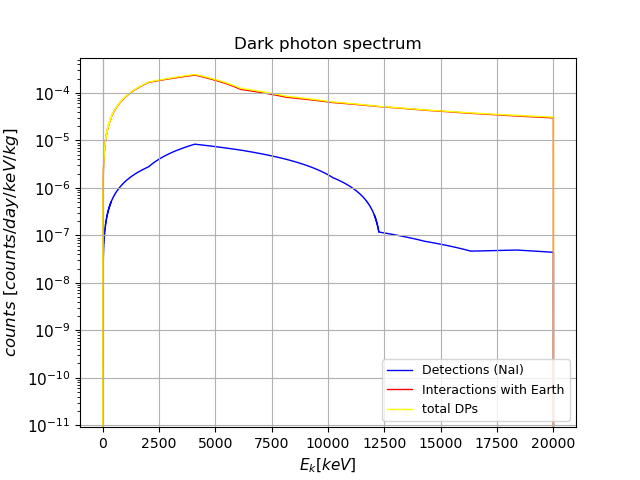 Dark photon spectrum
counts [counts/day/keV/kg]
10⁻⁴
10⁻⁵
10⁻⁶
10⁻⁷
10⁻⁸
10⁻⁹
10⁻¹⁰
10⁻¹¹
Detections (NaI)
Interactions with Earth
total DPs
0 2500 5000 7500 10000 12500 15000 17500 20000
Eₖ[keV]